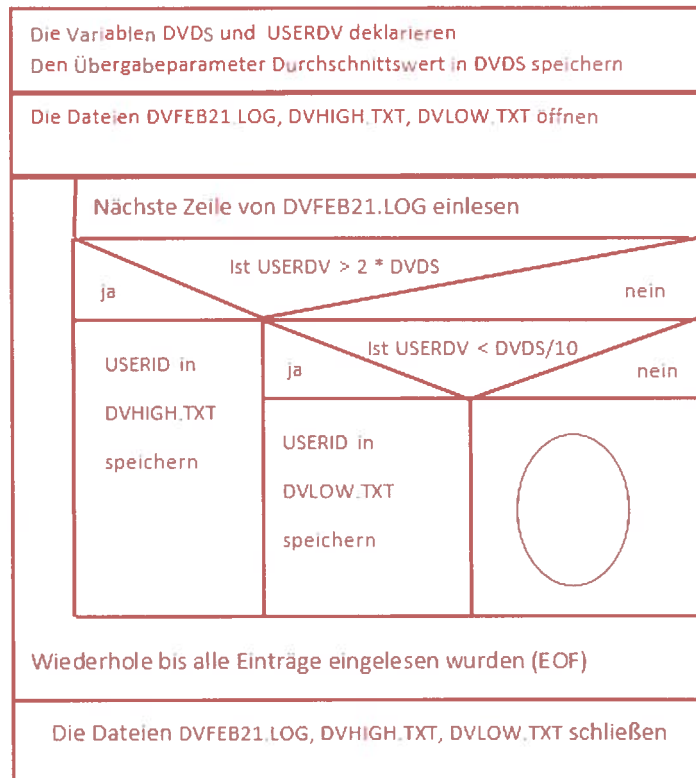 Die Variablen DVDS und USERDV deklarieren
Den Übergabeparameter Durchschnittswert in DVDS speichern
Die Dateien DVFEB21.LOG, DVHIGH.TXT, DVLOW.TXT öffnen
Nächste Zeile von DVFEB21.LOG einlesen
Ist USERDV > 2 * DVDS
ja
nein
Ist USERDV < DVDS/10
ja
nein
USERID in
DVHIGH.TXT
speichern
USERID in
DVLOW.TXT
speichern
Wiederhole bis alle Einträge eingelesen wurden (EOF)
Die Dateien DVFEB21.LOG, DVHIGH.TXT, DVLOW.TXT schließen